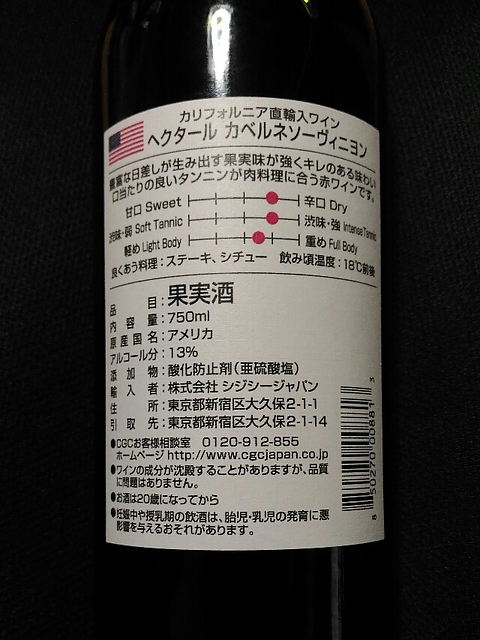 カリフォルニア直輸入ワイン
ヘクタール カベルネソーヴィニヨン
豊富な日差しが生み出す果実味が強くキレのある味わい
口当たりの良いタンニンが肉料理に合う赤ワインです。
甘口 Sweet 辛口 Dry
渋味・弱 Soft Tannic 渋味・強 Intense Tannic
軽め Light Body 重め Full Body
良くあう料理：ステーキ、シチュー 飲み頃温度：18℃前後
品目：果実酒
内容量：750ml
原産国名：アメリカ
アルコール分：13%
添加物：酸化防止剤（亜硫酸塩）
輸入者：株式会社 シジシージャパン
住所：東京都新宿区大久保2-1-1
引取先：東京都新宿区大久保2-1-14
●CGCお客様相談室 0120-912-855
ホームページ http://www.cgcjapan.co.jp
●ワインの成分が沈殿することがありますが、品質
に問題はありません。
●お酒は20歳になってから
●妊娠中や授乳期の飲酒は、胎児・乳児の発育に悪
影響を与えるおそれがあります。
8 50270 00881 3